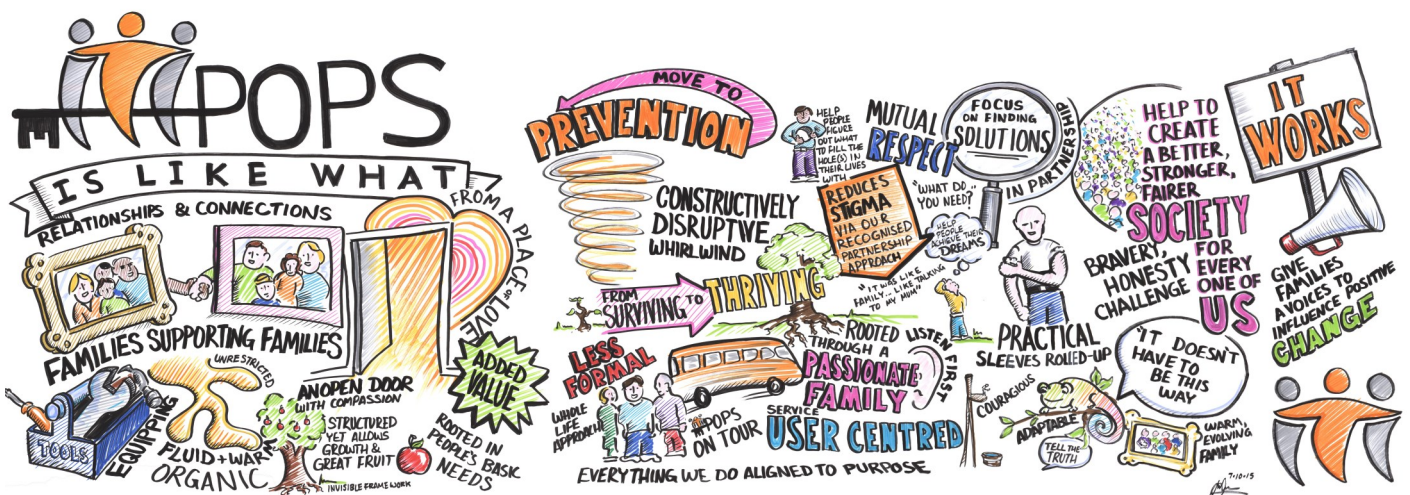 POPS
IS LIKE WHAT
RELATIONSHIPS & CONNECTIONS
FROM A PLACE OF LOVE
FAMILIES SUPPORTING FAMILIES
TOOLS
EQUIPPING
UNRESTRICTED
FLUID + WARM
ORGANIC
AN OPEN DOOR
WITH COMPASSION
STRUCTURED
YET ALLOWS
GROWTH &
GREAT FRUIT
INVISIBLE FRAMEWORK
ADDED
VALUE
ROOTED IN
PEOPLE'S BASIC
NEEDS
MOVE TO
PREVENTION
CONSTRUCTIVELY
DISRUPTIVE
WHIRLWIND
FROM
SURVIVING TO
THRIVING
HELP
PEOPLE
FIGURE
OUT WHAT
TO FILL THE
HOLE(S) IN
THEIR LIVES
WITH
MUTUAL
RESPECT
FOCUS
ON FINDING
SOLUTIONS
IN PARTNERSHIP
REDUCES
STIGMA
VIA OUR
RECOGNISED
PARTNERSHIP
APPROACH
"WHAT DO
YOU NEED?"
HELP
PEOPLE
ACHIEVE THEIR
DREAMS
"IT WAS LIKE
FAMILY - LIKE TALKING
TO MY MUM"
LESS
FORMAL
WHOLE
LIFE
APPROACH
POPS
ON TOUR
ROOTED
THROUGH A
PASSIONATE
FAMILY
LISTEN FIRST
SERVICE
USER CENTRED
EVERYTHING WE DO ALIGNED TO PURPOSE
PRACTICAL
SLEEVES ROLLED-UP
HELP TO
CREATE
A BETTER,
STRONGER,
FAIRER
SOCIETY
FOR
EVERY
ONE OF
US
BRAVERY,
HONESTY
CHALLENGE
COURAGIOUS
ADAPTABLE
TELL THE
TRUTH
"IT DOESN'T
HAVE TO
BE THIS
WAY
WARM,
EVOLVING
FAMILY
IT
WORKS
GIVE
FAMILIES
A VOICES TO
INFLUENCE POSITIVE
CHANGE
7-10-15